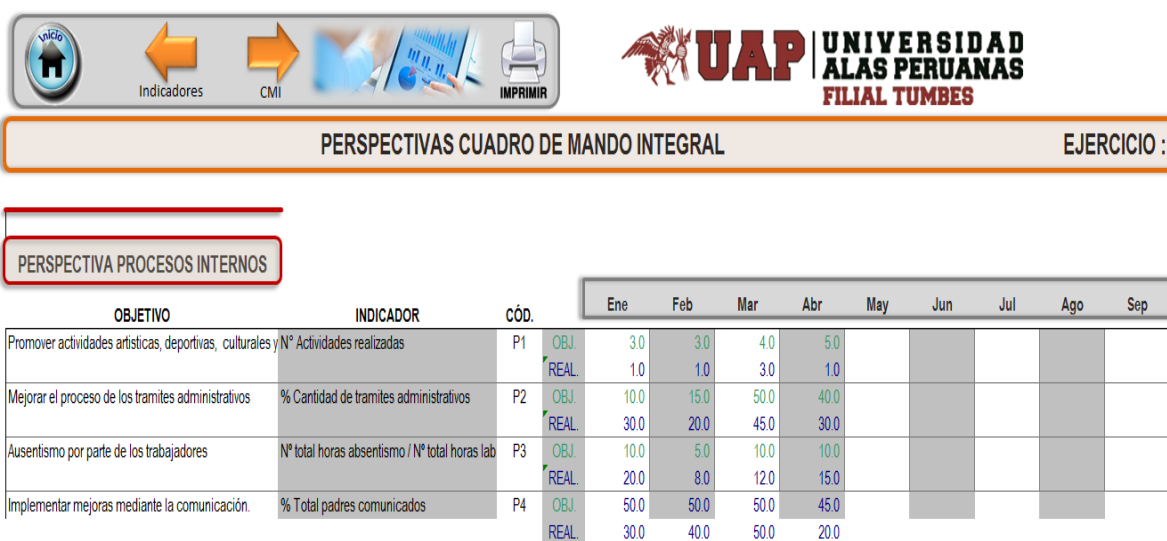 Inicio
Indicadores
CMI
IMPRIMIR
UAP UNIVERSIDAD
ALAS PERUANAS
FILIAL TUMBES
PERSPECTIVAS CUADRO DE MANDO INTEGRAL EJERCICIO :
PERSPECTIVA PROCESOS INTERNOS
OBJETIVO INDICADOR CÓD. Ene Feb Mar Abr May Jun Jul Ago Sep
Promover actividades artisticas, deportivas, culturales y N° Actividades realizadas P1 OBJ. 3.0 3.0 4.0 5.0
REAL. 1.0 1.0 3.0 1.0
Mejorar el proceso de los tramites administrativos % Cantidad de tramites administrativos P2 OBJ. 10.0 15.0 50.0 40.0
REAL. 30.0 20.0 45.0 30.0
Ausentismo por parte de los trabajadores Nº total horas absentismo / Nº total horas lab P3 OBJ. 10.0 5.0 10.0 10.0
REAL. 20.0 8.0 12.0 15.0
Implementar mejoras mediante la comunicación. % Total padres comunicados P4 OBJ. 50.0 50.0 50.0 45.0
REAL. 30.0 40.0 50.0 20.0